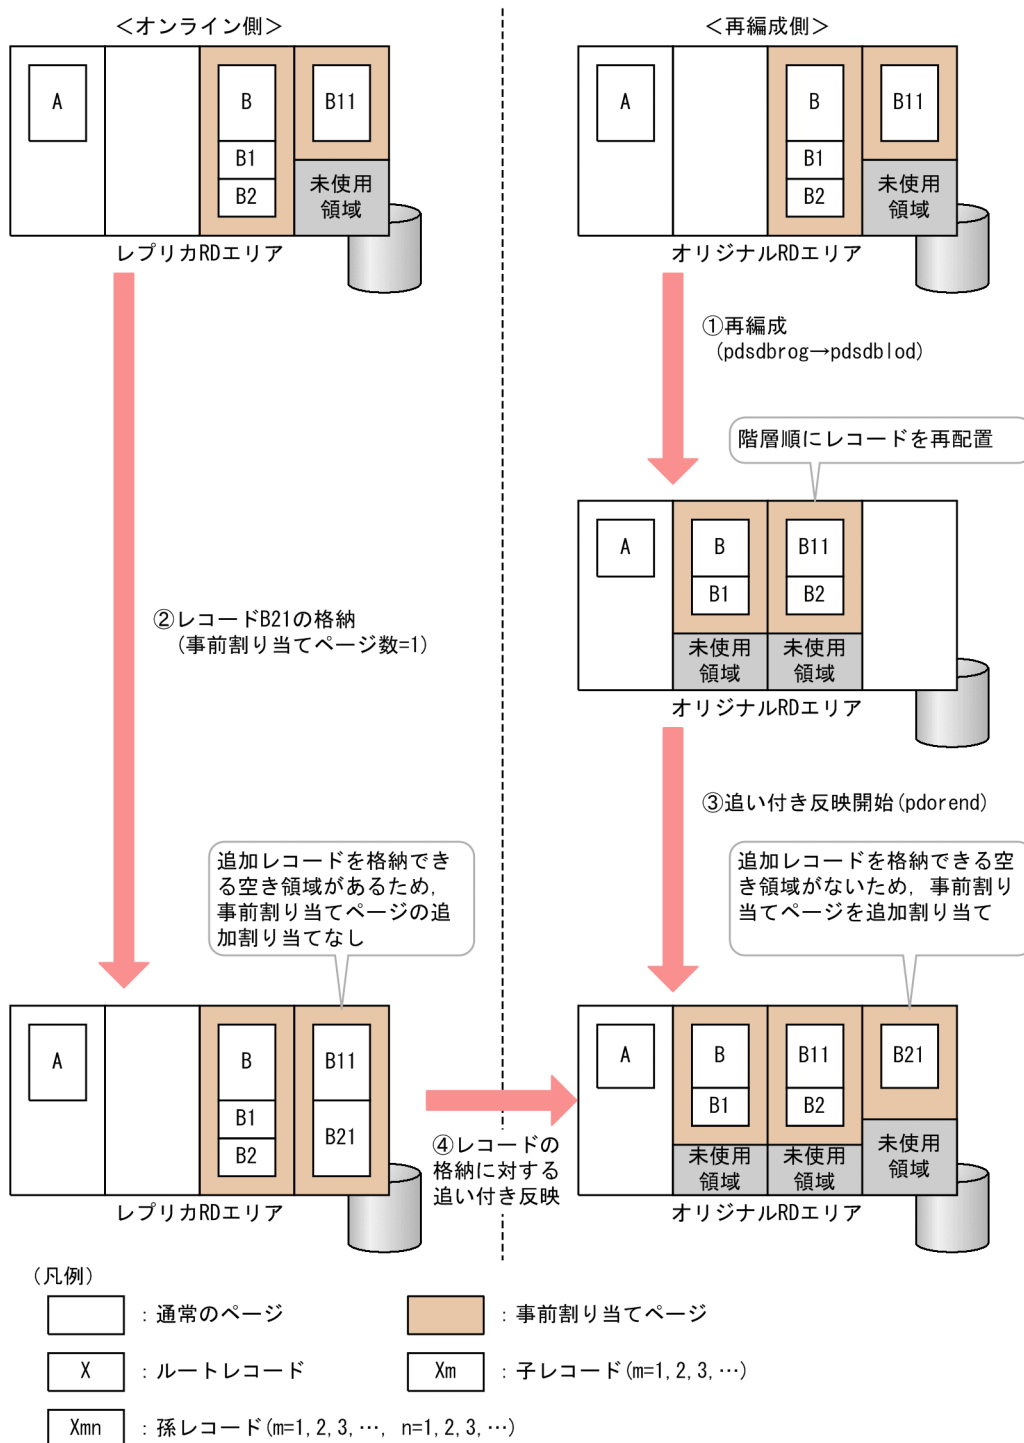 ＜オンライン側＞
＜再編成側＞
A
B
B1
B2
B11
未使用
領域
レプリカRDエリア
A
B
B1
B2
B11
未使用
領域
オリジナルRDエリア
①再編成
(pdsdbrog→pdsdblod)
階層順にレコードを再配置
A
B
B1
未使用
領域
B11
B2
未使用
領域
オリジナルRDエリア
②レコードB21の格納
(事前割り当てページ数=1)
③追い付き反映開始(pdorend)
追加レコードを格納でき
る空き領域があるため,
事前割り当てページの追
加割り当てなし
追加レコードを格納できる空
き領域がないため, 事前割り
当てページを追加割り当て
A
B
B1
B2
B11
B21
レプリカRDエリア
④レコードの
格納に対する
追い付き反映
A
B
B1
未使用
領域
B11
B2
未使用
領域
B21
未使用
領域
オリジナルRDエリア
(凡例)
：通常のページ
：事前割り当てページ
X ：ルートレコード
Xm ：子レコード(m=1,2,3,…)
Xmn ：孫レコード(m=1,2,3,…, n=1,2,3,…)